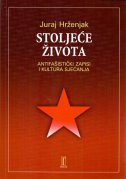 Juraj Hrženjak
STOLJEĆE
ŽIVOTA
ANTIFAŠISTIČKI ZAPISI
I KULTURA SJEĆANJA